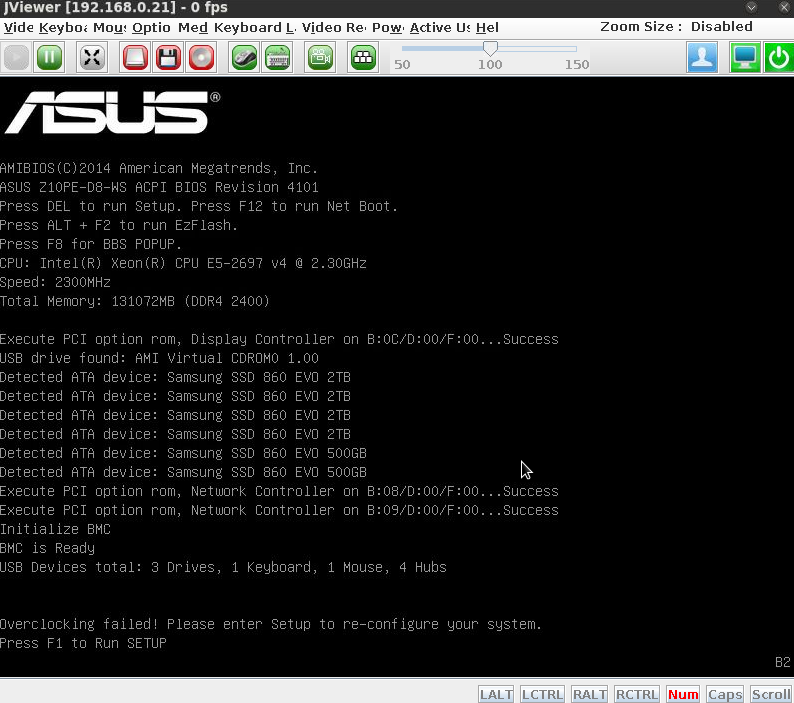 JViewer [192.168.0.21] - 0 fps
Vide Keyboa Mous Optio Med Keyboard L. Video Re Pow Active Us Hel Zoom Size : Disabled
50 100 150
ASUS®
AMIBIOS(C)2014 American Megatrends, Inc.
ASUS Z10PE-D8-WS ACPI BIOS Revision 4101
Press DEL to run Setup. Press F12 to run Net Boot.
Press ALT + F2 to run EzFlash.
Press F8 for BBS POPUP.
CPU: Intel(R) Xeon(R) CPU E5-2697 v4 @ 2.30GHz
Speed: 2300MHz
Total Memory: 131072MB (DDR4 2400)
Execute PCI option rom, Display Controller on B:0C/D:00/F:00...Success
USB drive found: AMI Virtual CDROM0 1.00
Detected ATA device: Samsung SSD 860 EVO 2TB
Detected ATA device: Samsung SSD 860 EVO 2TB
Detected ATA device: Samsung SSD 860 EVO 2TB
Detected ATA device: Samsung SSD 860 EVO 2TB
Detected ATA device: Samsung SSD 860 EVO 500GB
Detected ATA device: Samsung SSD 860 EVO 500GB
Execute PCI option rom, Network Controller on B:08/D:00/F:00...Success
Execute PCI option rom, Network Controller on B:09/D:00/F:00...Success
Initialize BMC
BMC is Ready
USB Devices total: 3 Drives, 1 Keyboard, 1 Mouse, 4 Hubs
Overclocking failed! Please enter Setup to re-configure your system.
Press F1 to Run SETUP
B2
LALT LCTRL RALT RCTRL Num Caps Scroll